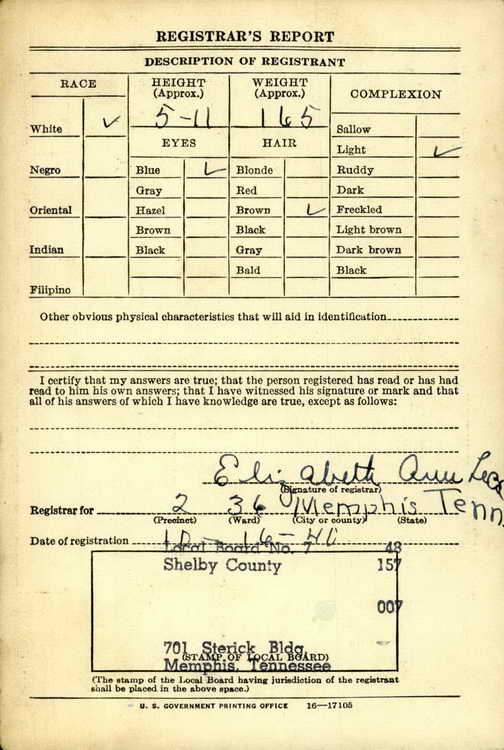 REGISTRAR'S REPORT
DESCRIPTION OF REGISTRANT
RACE
HEIGHT (Approx.)
WEIGHT (Approx.)
COMPLEXION
White ✓
5-11
165
Sallow
EYES
HAIR
Light ✓
Negro
Blue ✓
Blonde
Ruddy
Gray
Red
Dark
Oriental
Hazel
Brown ✓
Freckled
Brown
Black
Light brown
Indian
Black
Gray
Dark brown
Bald
Black
Filipino
Other obvious physical characteristics that will aid in identification
I certify that my answers are true; that the person registered has read or has had
read to him his own answers; that I have witnessed his signature or mark and that
all of his answers of which I have knowledge are true, except as follows:
Elizabeth Ann
(Signature of registrar)
Registrar for 2 36 Memphis Tenn
(Precinct) (Ward) (City or county) (State)
Date of registration 10-16-40
Local Board No. 7 48
Shelby County 157
007
701 Sterick Bldg.
(STAMP OF LOCAL BOARD)
Memphis, Tennessee
(The stamp of the Local Board having jurisdiction of the registrant
shall be placed in the above space.)
U. S. GOVERNMENT PRINTING OFFICE 16—17105